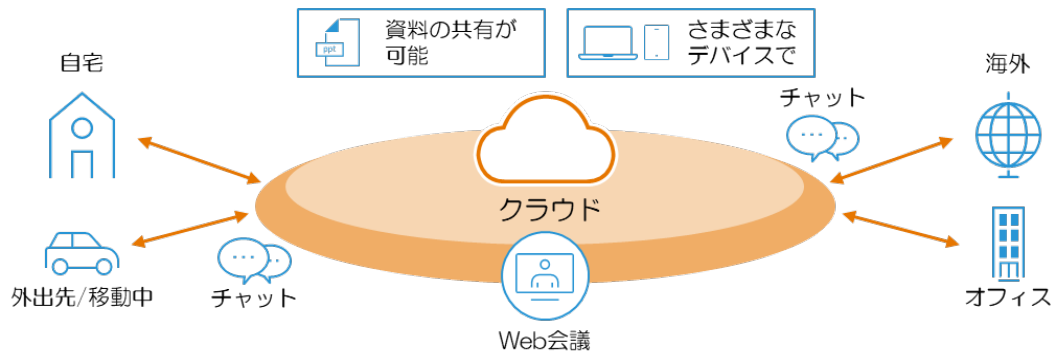 資料の共有が
可能
ppt
さまざまな
デバイスで
自宅
海外
チャット
クラウド
外出先/移動中
チャット
オフィス
Web会議